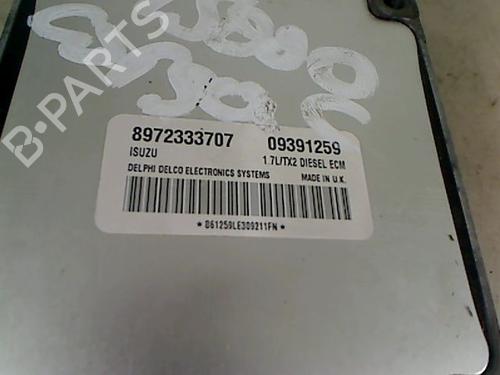 B-PARTS
8972333707 09391259
ISUZU 1.7L/TX2 DIESEL ECM
DELPHI DELCO ELECTRONICS SYSTEMS MADE IN U.K.
* D61259LE309211FN *